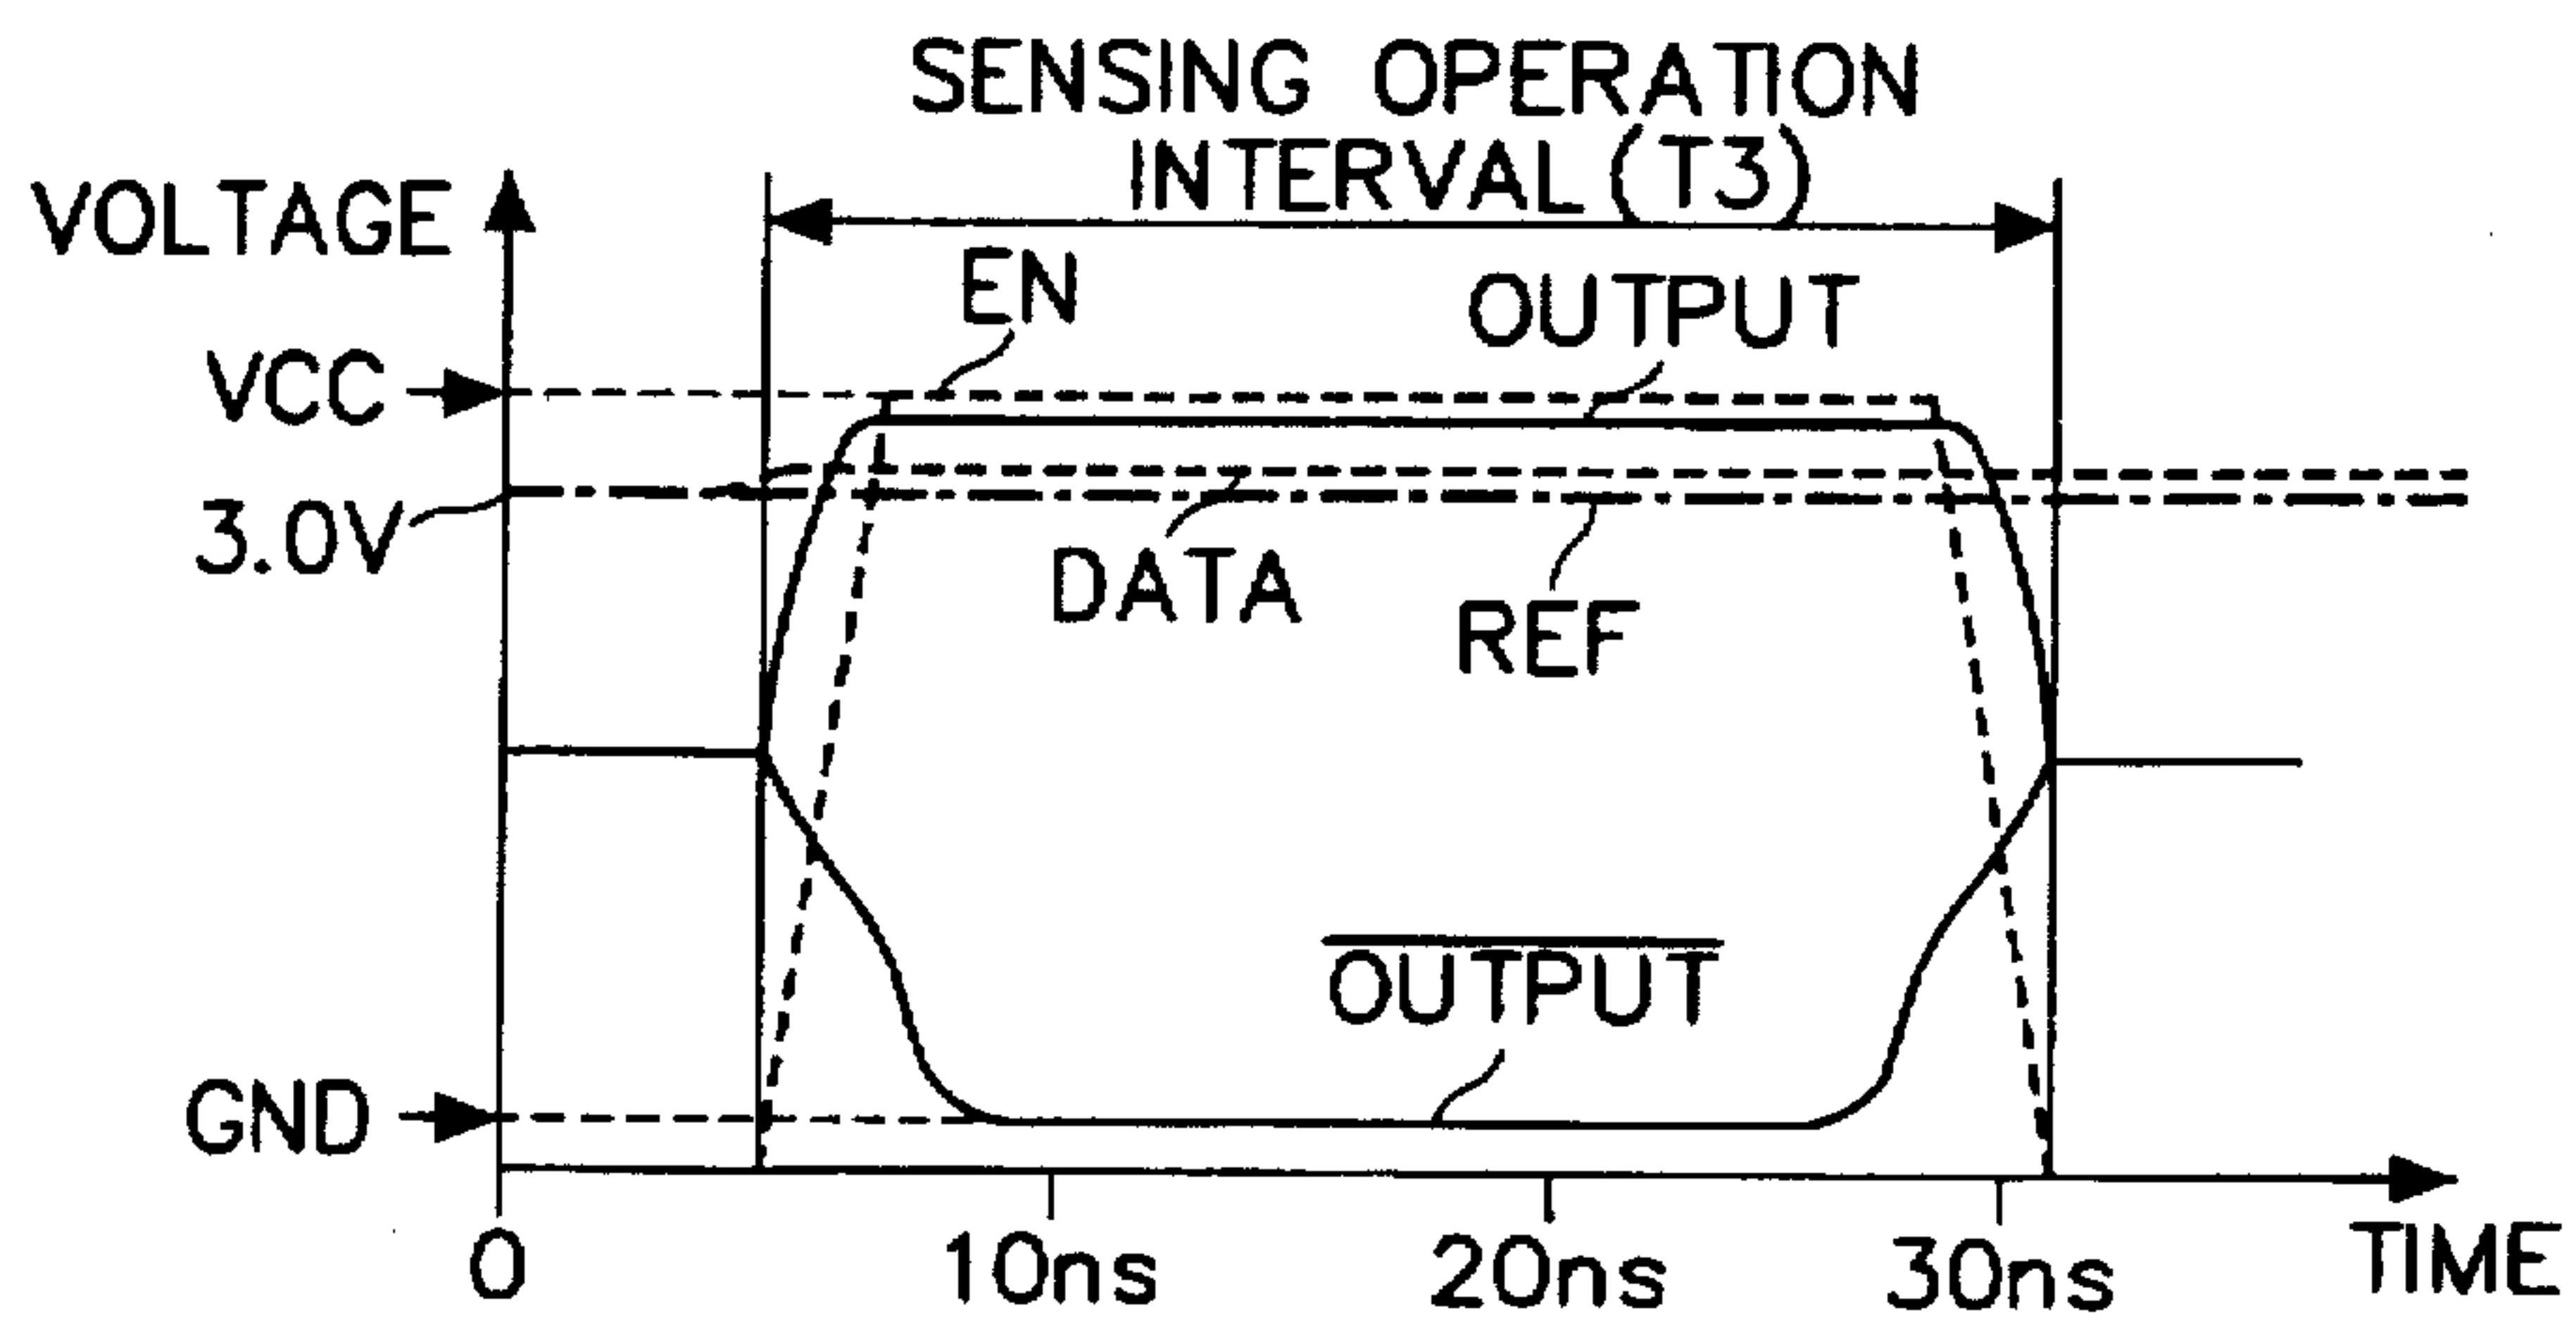 SENSING OPERATION
INTERVAL(T3)
VOLTAGE
EN
OUTPUT
VCC
3.0V
DATA
REF
OUTPUT
GND
0
10ns
20ns
30ns
TIME